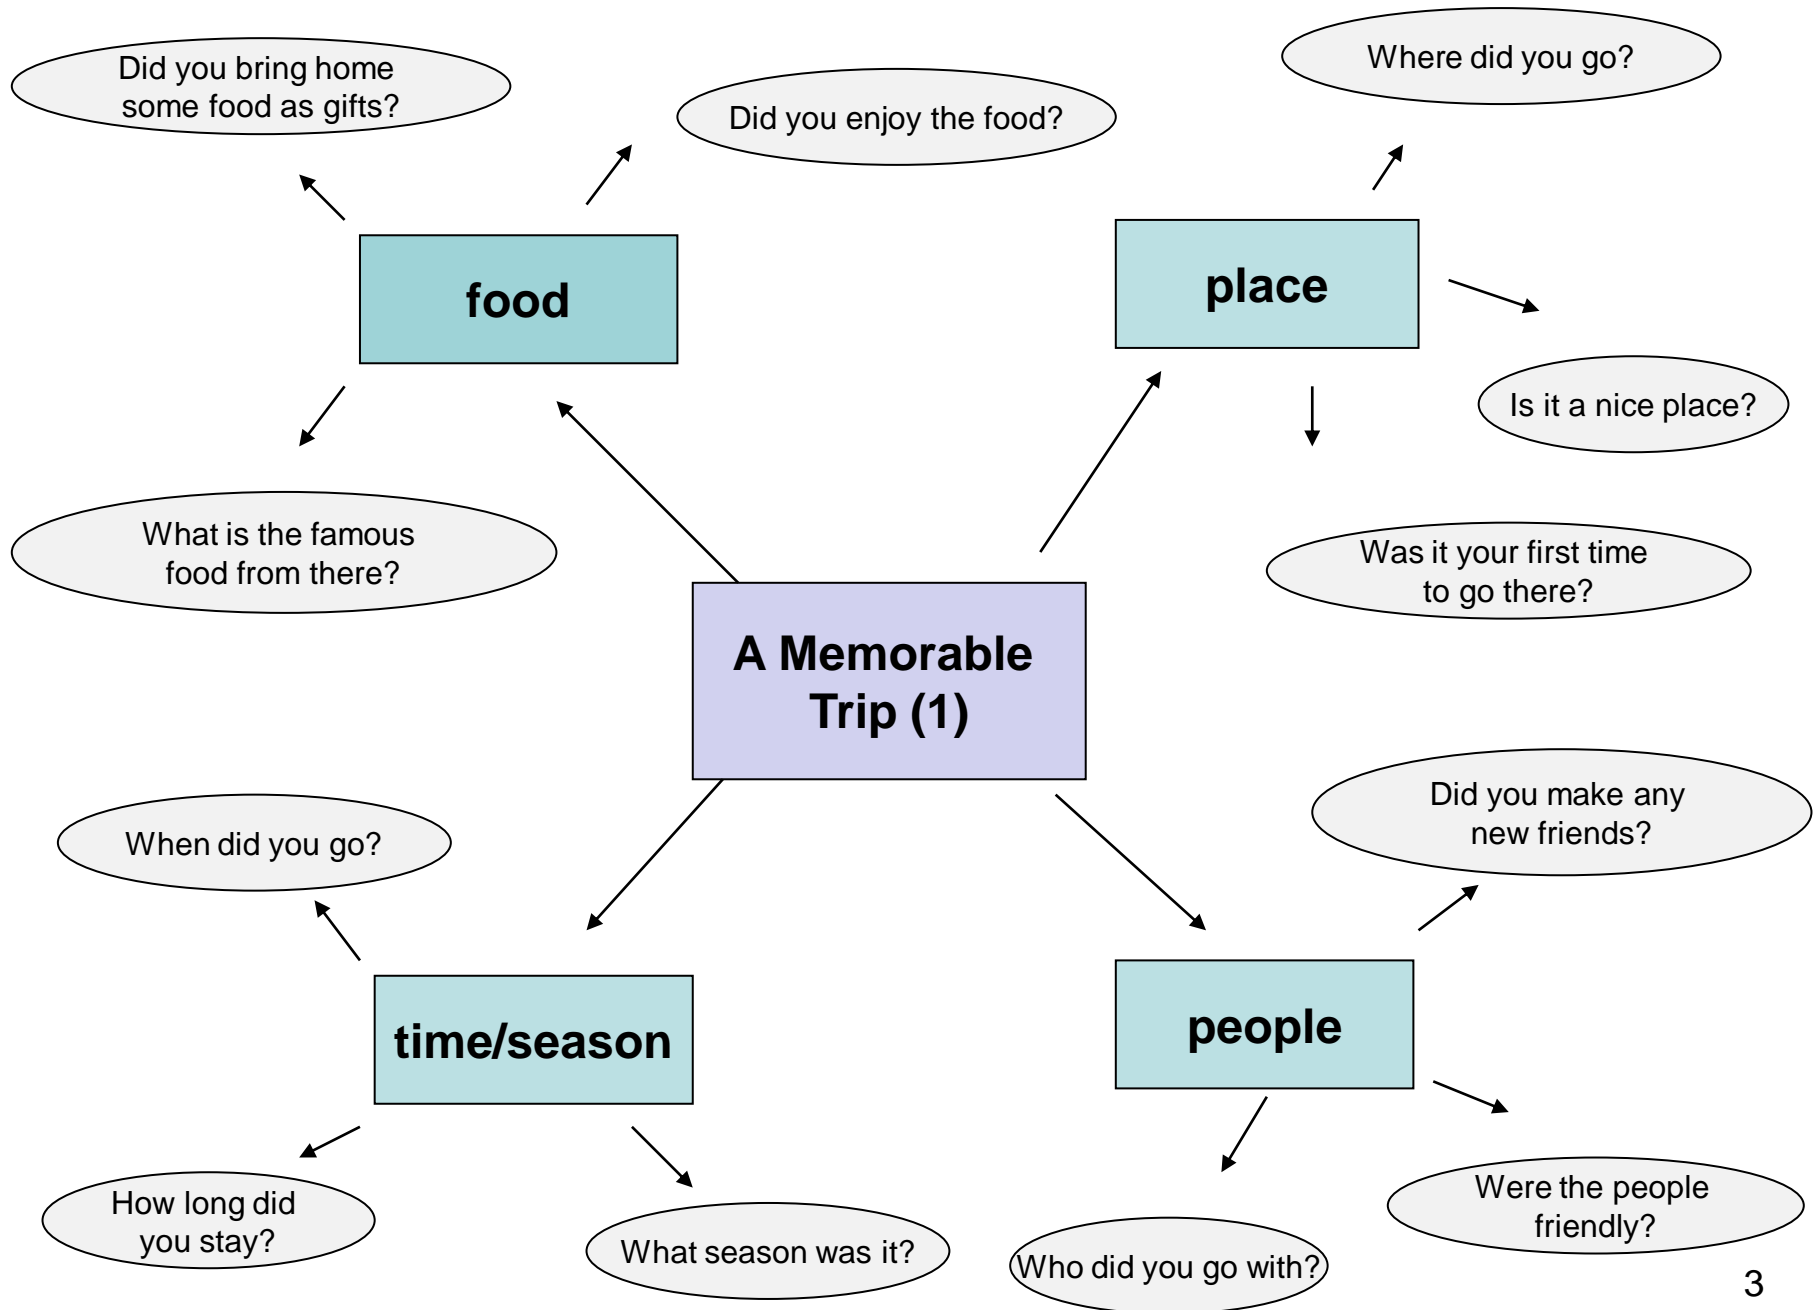 Did you bring home
some food as gifts?
Did you enjoy the food?
Where did you go?
food
place
Is it a nice place?
What is the famous
food from there?
Was it your first time
to go there?
A Memorable
Trip (1)
When did you go?
Did you make any
new friends?
time/season
people
How long did
you stay?
What season was it?
Who did you go with?
Were the people
friendly?
3